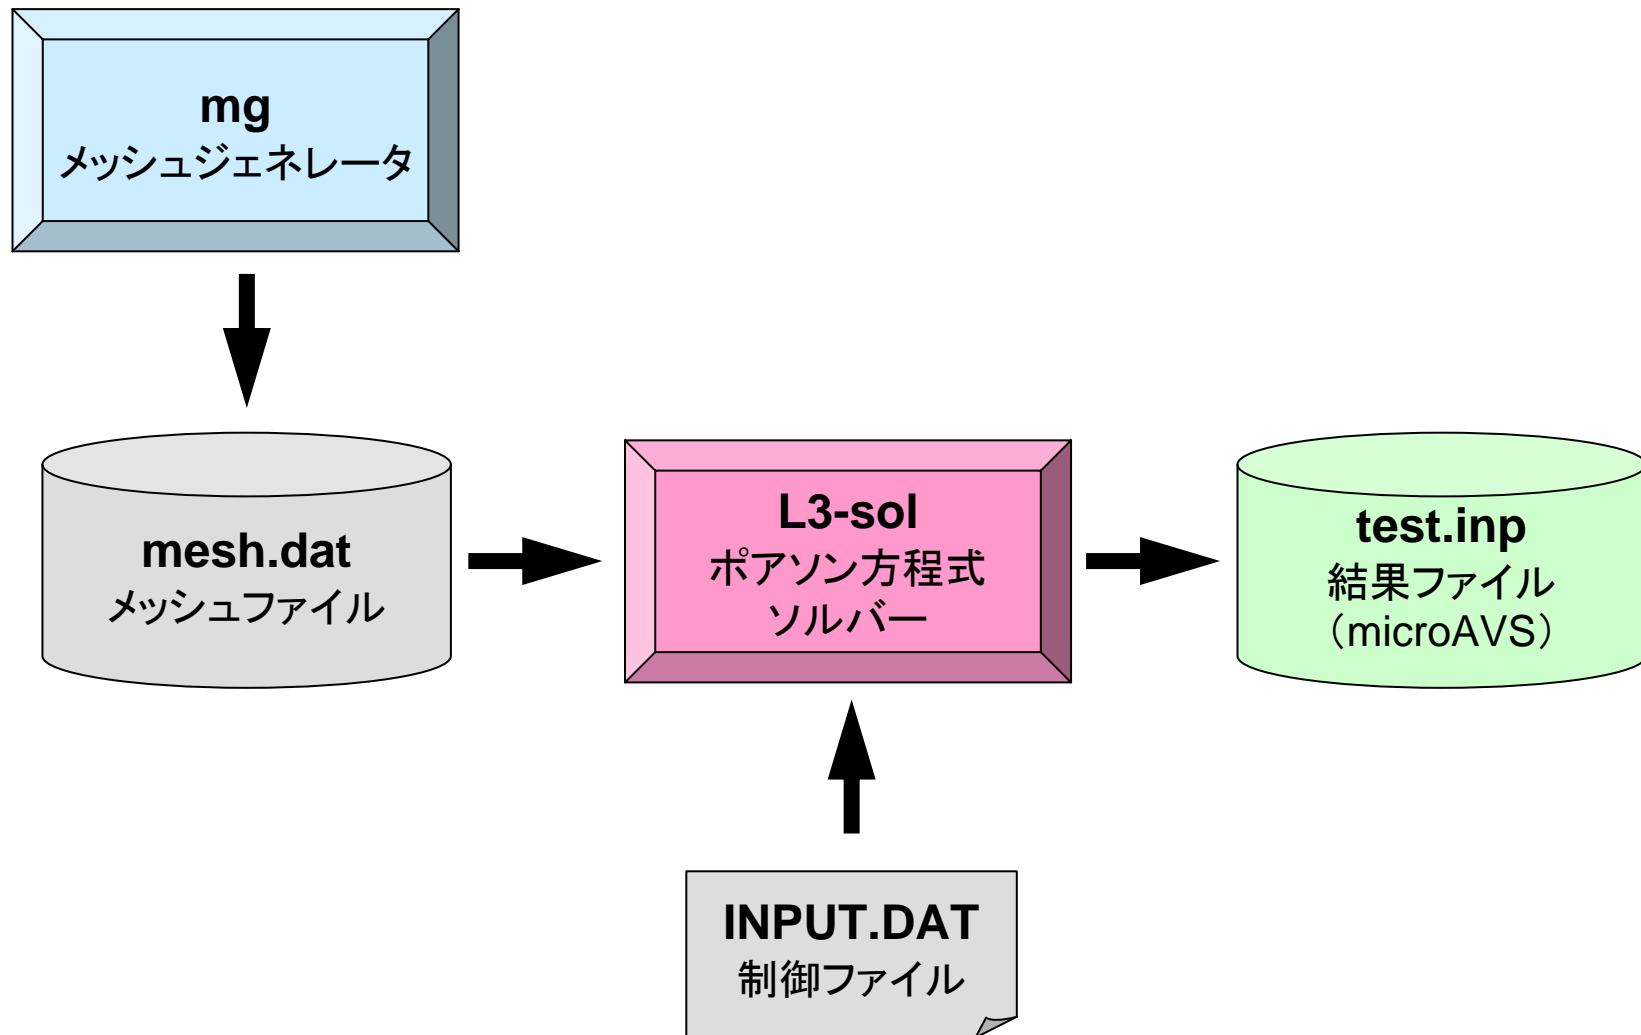 mg
メッシュジェネレータ
mesh.dat
メッシュファイル
L3-sol
ポアソン方程式
ソルバー
test.inp
結果ファイル
（microAVS）
INPUT.DAT
制御ファイル